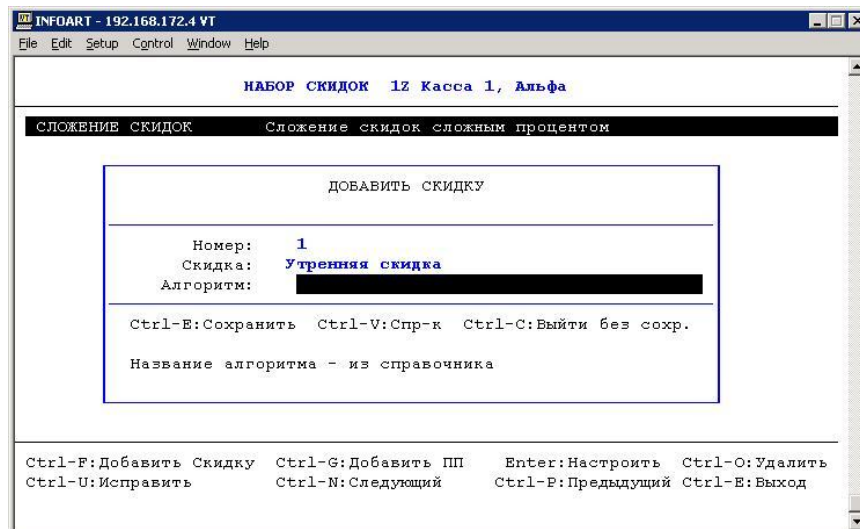 INFOART - 192.168.172.4 VT
File Edit Setup Control Window Help
НАБОР СКИДОК 1Z Касса 1, Альфа
СЛОЖЕНИЕ СКИДОК Сложение скидок сложным процентом
ДОБАВИТЬ СКИДКУ
Номер: 1
Скидка: Утренняя скидка
Алгоритм:
Ctrl-E:Сохранить Ctrl-V:Спр-к Ctrl-C:Выйти без сохр.
Название алгоритма - из справочника
Ctrl-F:Добавить Скидку Ctrl-G:Добавить ПП Enter:Настроить Ctrl-O:Удалить
Ctrl-U:Исправить Ctrl-N:Следующий Ctrl-P:Предыдущий Ctrl-E:Выход